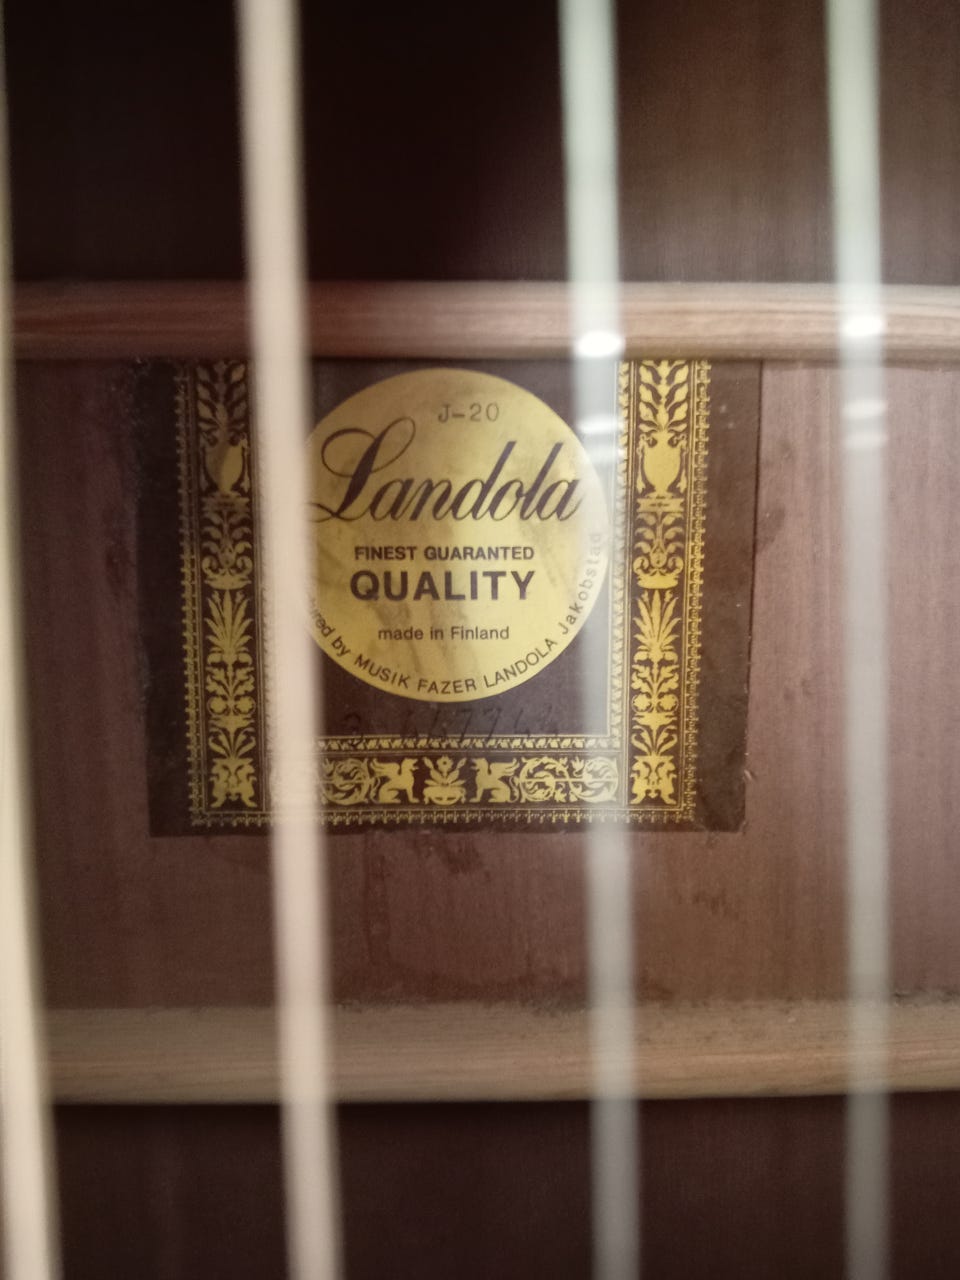 J-20
Landola
FINEST GUARANTED
QUALITY
made in Finland
by MUSIK FAZER LANDOLA Jakobstad